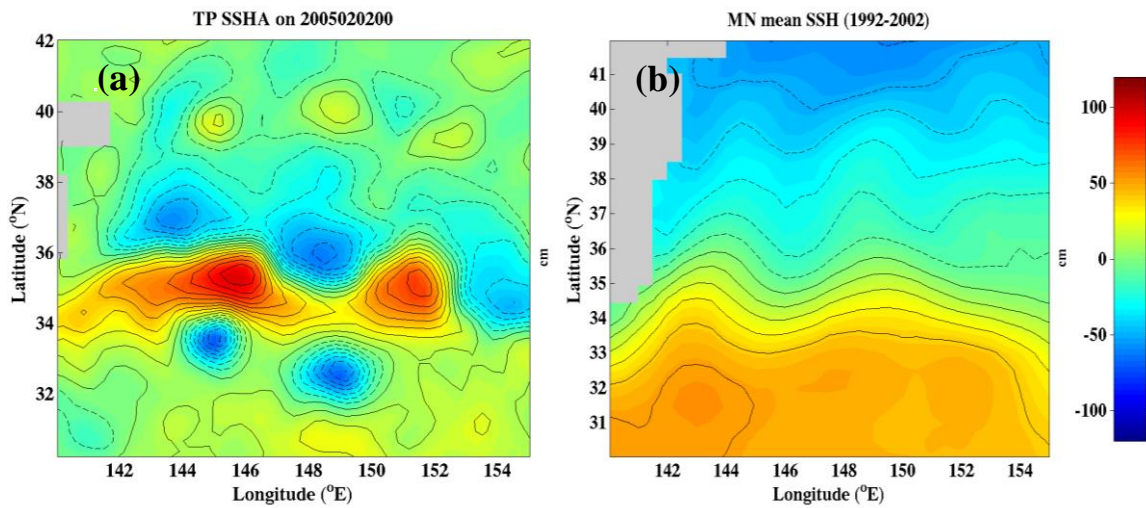 TP SSHA on 2005020200
(a)
42
40
38
36
34
32
Latitude (°N)
142 144 146 148 150 152 154
Longitude (°E)
MN mean SSH (1992-2002)
(b)
41
40
39
38
37
36
35
34
33
32
31
Latitude (°N)
142 144 146 148 150 152 154
Longitude (°E)
cm
100
50
0
-50
-100
cm